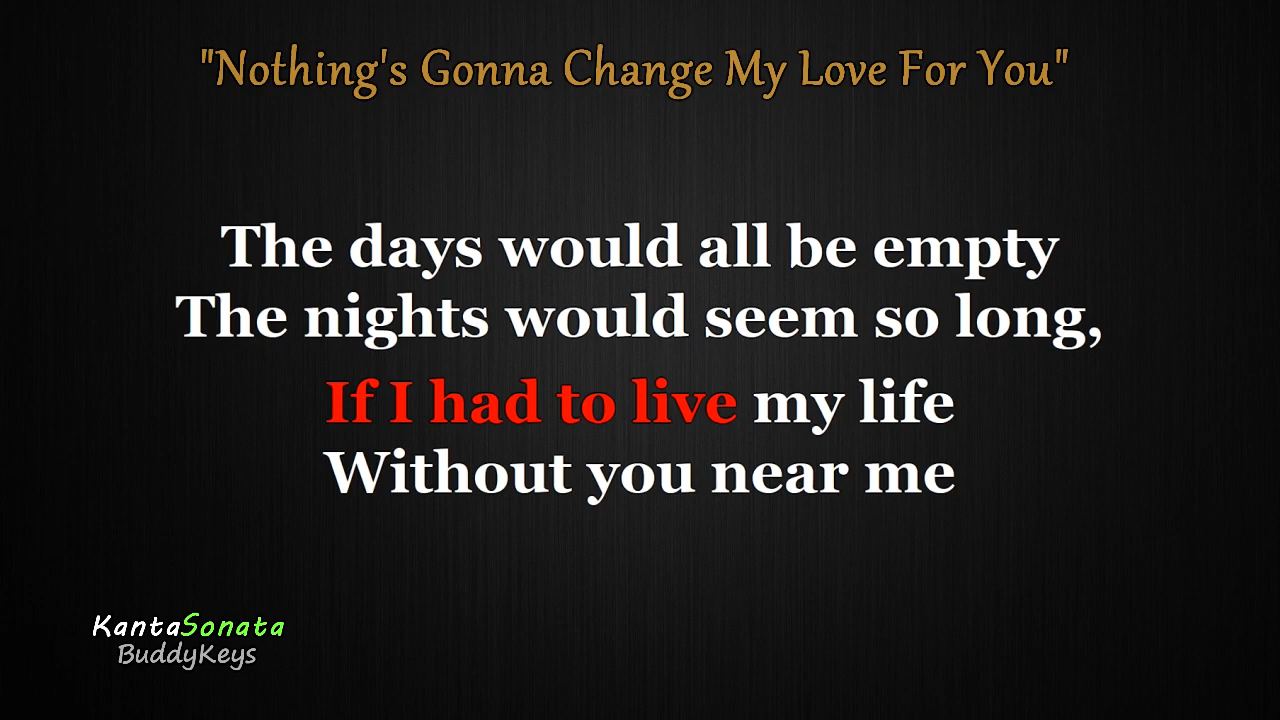 "Nothing's Gonna Change My Love For You"
The days would all be empty
The nights would seem so long,
If I had to live my life
Without you near me
KantaSonata
BuddyKeys